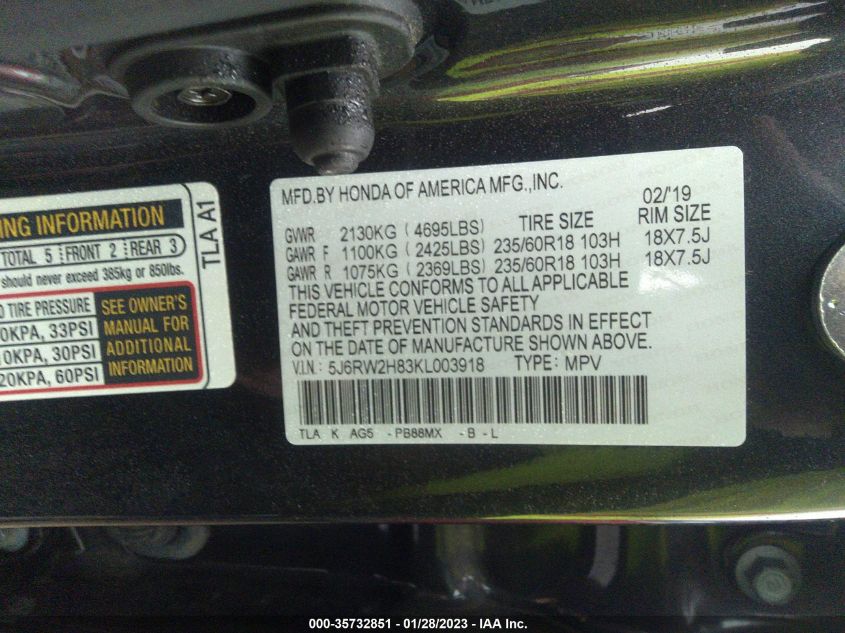 NG INFORMATION
TOTAL 5 FRONT 2 REAR 3
should never exceed 385kg or 850lbs.
TIRE PRESSURE
0KPA, 33PSI
0KPA, 30PSI
20KPA, 60PSI
SEE OWNER'S
MANUAL FOR
ADDITIONAL
INFORMATION
TLA A1
MFD.BY HONDA OF AMERICA MFG.,INC.
02/'19
GVWR 2130KG (4695LBS) TIRE SIZE RIM SIZE
GAWR F 1100KG (2425LBS) 235/60R18 103H 18X7.5J
GAWR R 1075KG (2369LBS) 235/60R18 103H 18X7.5J
THIS VEHICLE CONFORMS TO ALL APPLICABLE
FEDERAL MOTOR VEHICLE SAFETY
AND THEFT PREVENTION STANDARDS IN EFFECT
ON THE DATE OF MANUFACTURE SHOWN ABOVE.
V.I.N: 5J6RW2H83KL003918 TYPE: MPV
TLA K AG5 -PB88MX -B-L
000-35732851 - 01/28/2023 - IAA Inc.